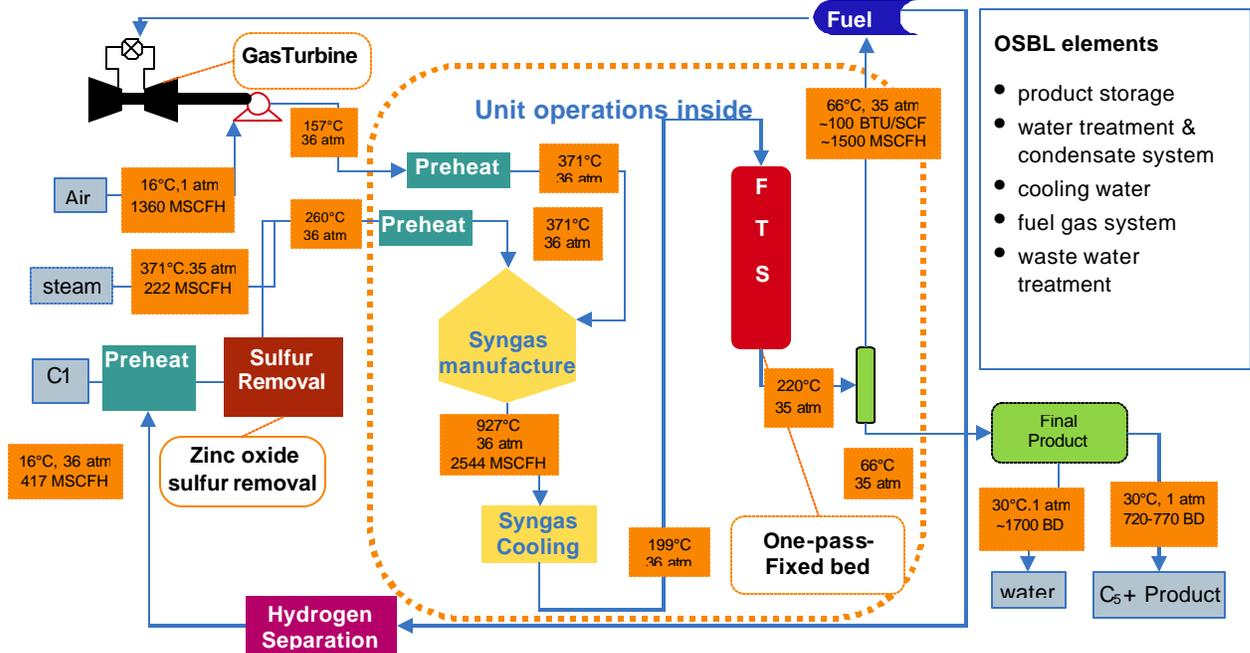 Fuel
GasTurbine
Unit operations inside
157°C
36 atm
66°C, 35 atm
~100 BTU/SCF
~1500 MSCFH
OSBL elements
product storage
water treatment &
condensate system
cooling water
fuel gas system
waste water
treatment
Preheat
371°C
36 atm
Air
16°C,1 atm
1360 MSCFH
260°C
36 atm
Preheat
371°C
36 atm
F
T
S
steam
371°C.35 atm
222 MSCFH
Syngas
manufacture
C1
Preheat
Sulfur
Removal
220°C
35 atm
Final
Product
927°C
36 atm
2544 MSCFH
16°C, 36 atm
417 MSCFH
Zinc oxide
sulfur removal
66°C
35 atm
30°C.1 atm
~1700 BD
30°C, 1 atm
720-770 BD
Syngas
Cooling
199°C
36 atm
One-pass-
Fixed bed
water
C5+ Product
Hydrogen
Separation